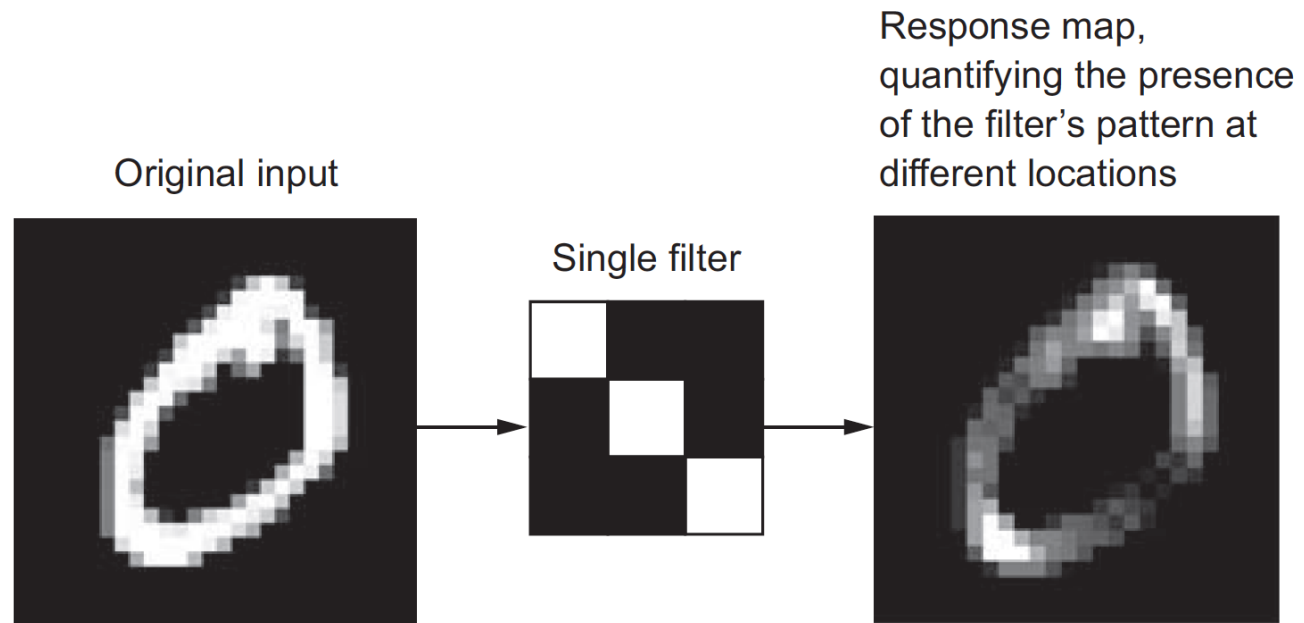 Original input
Single filter
Response map,
quantifying the presence
of the filter’s pattern at
different locations